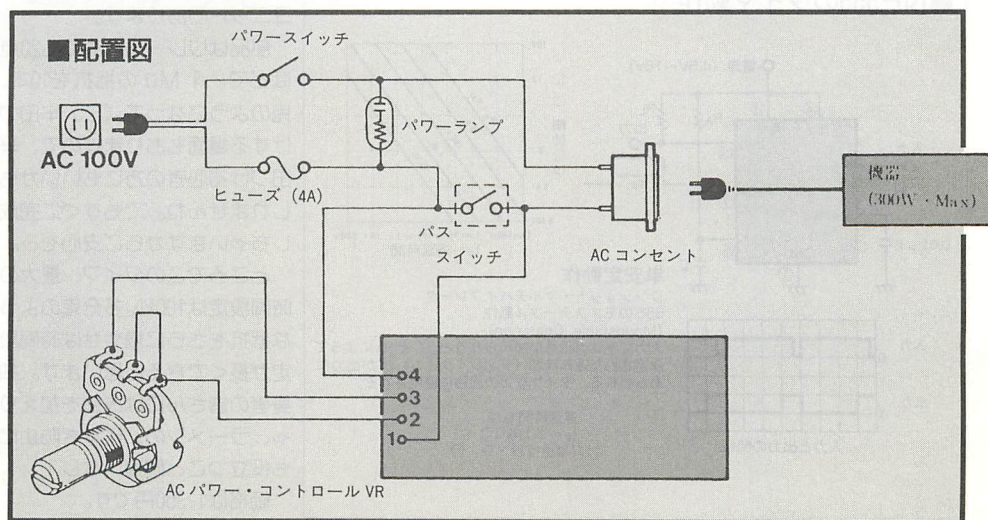 ■配置図
パワースイッチ
AC 100V
パワーランプ
ヒューズ (4A)
パス
スイッチ
AC コンセント
機器
(300W・Max)
4
3
2
1
AC パワー・コントロール VR